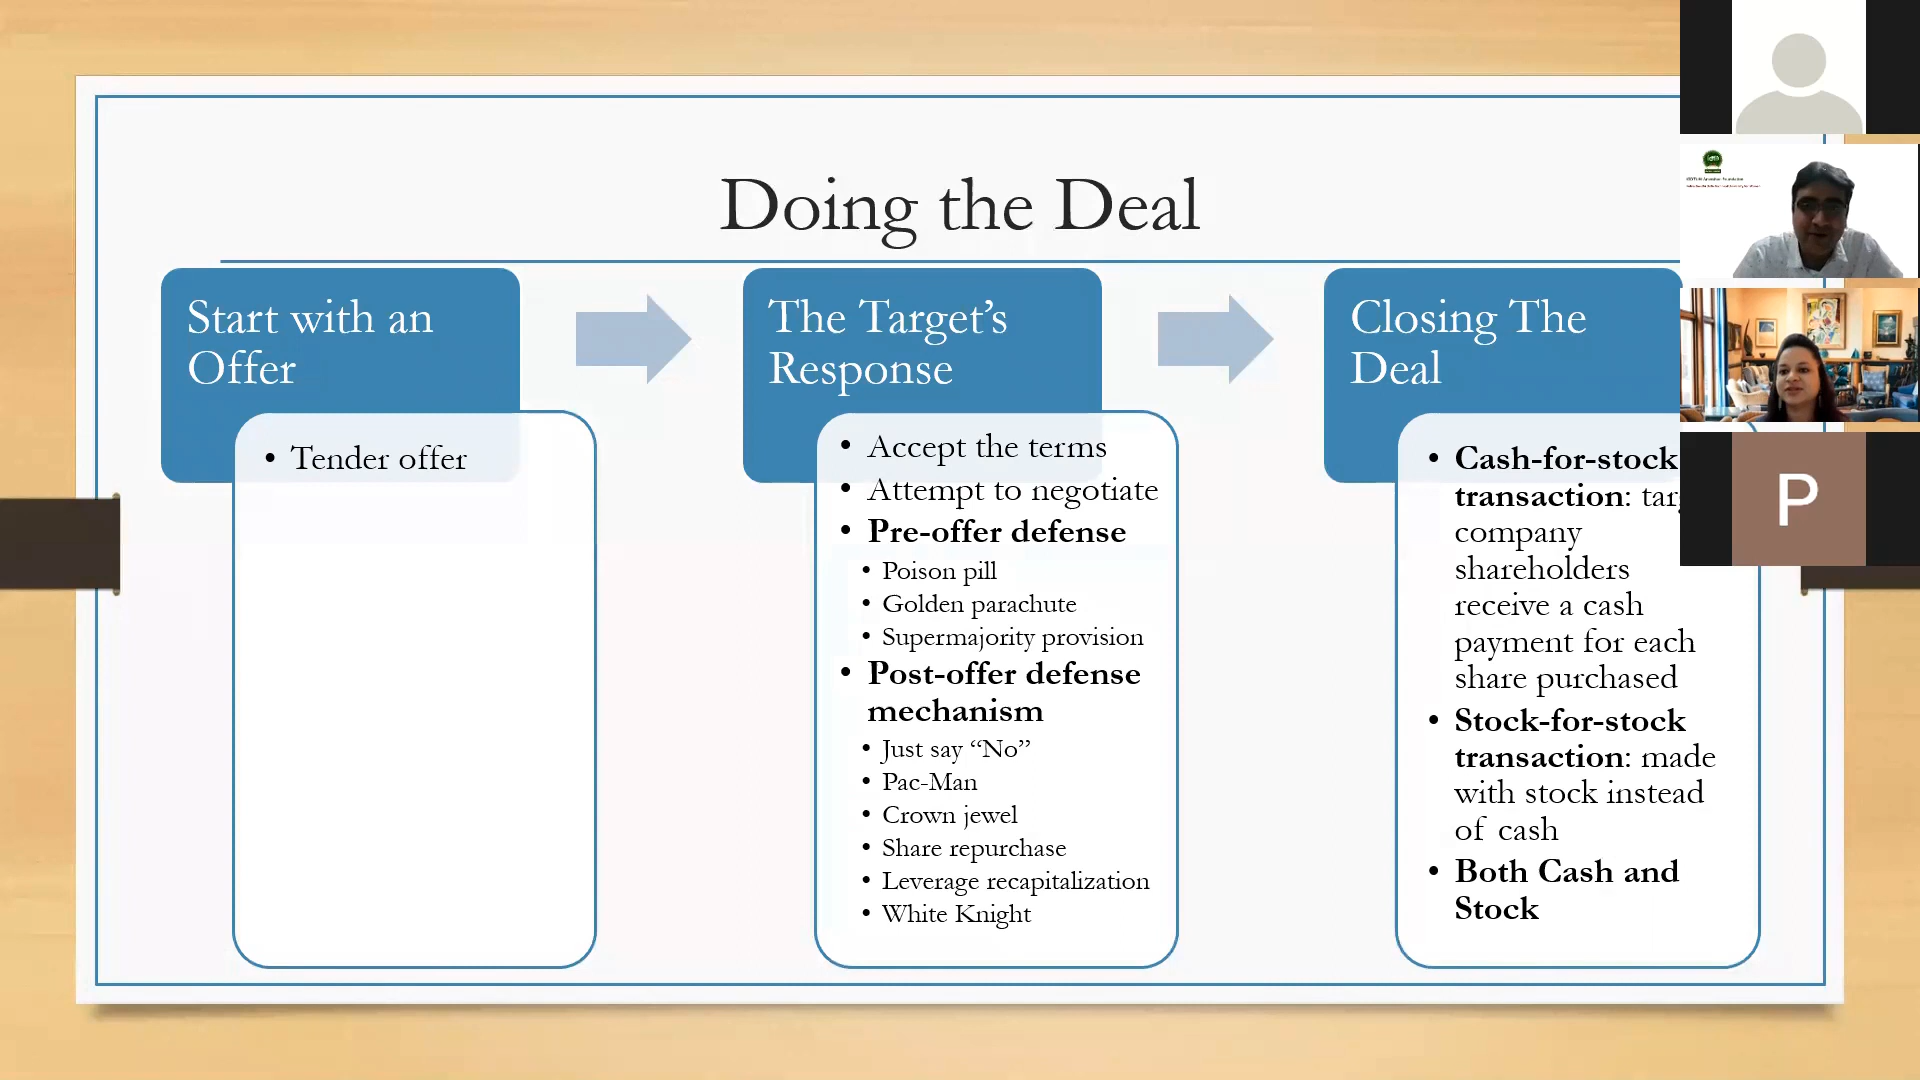 Doing the Deal
Start with an
Offer
• Tender offer
The Target’s
Response
• Accept the terms
• Attempt to negotiate
• Pre-offer defense
• Poison pill
• Golden parachute
• Supermajority provision
• Post-offer defense
mechanism
• Just say “No”
• Pac-Man
• Crown jewel
• Share repurchase
• Leverage recapitalization
• White Knight
Closing The
Deal
• Cash-for-stock
transaction:
company
shareholders
receive a cash
payment for each
share purchased
• Stock-for-stock
transaction: made
with stock instead
of cash
• Both Cash and
Stock
P